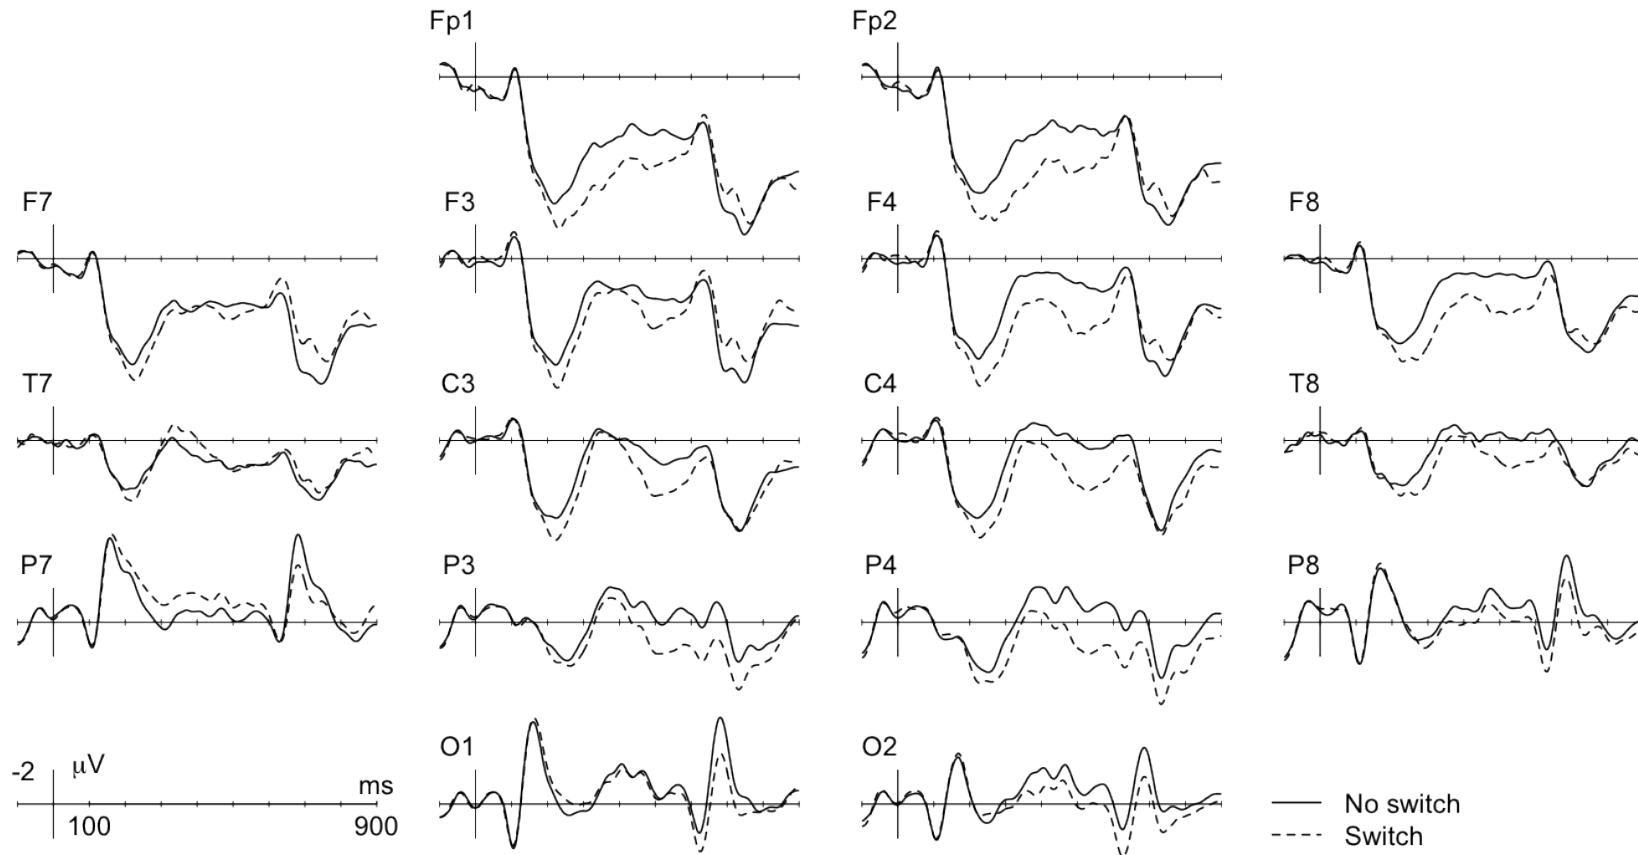 Fp1 Fp2
F7 F3 F4 F8
T7 C3 C4 T8
P7 P3 P4 P8
O1 O2
-2 μV
ms
100 900
No switch
Switch